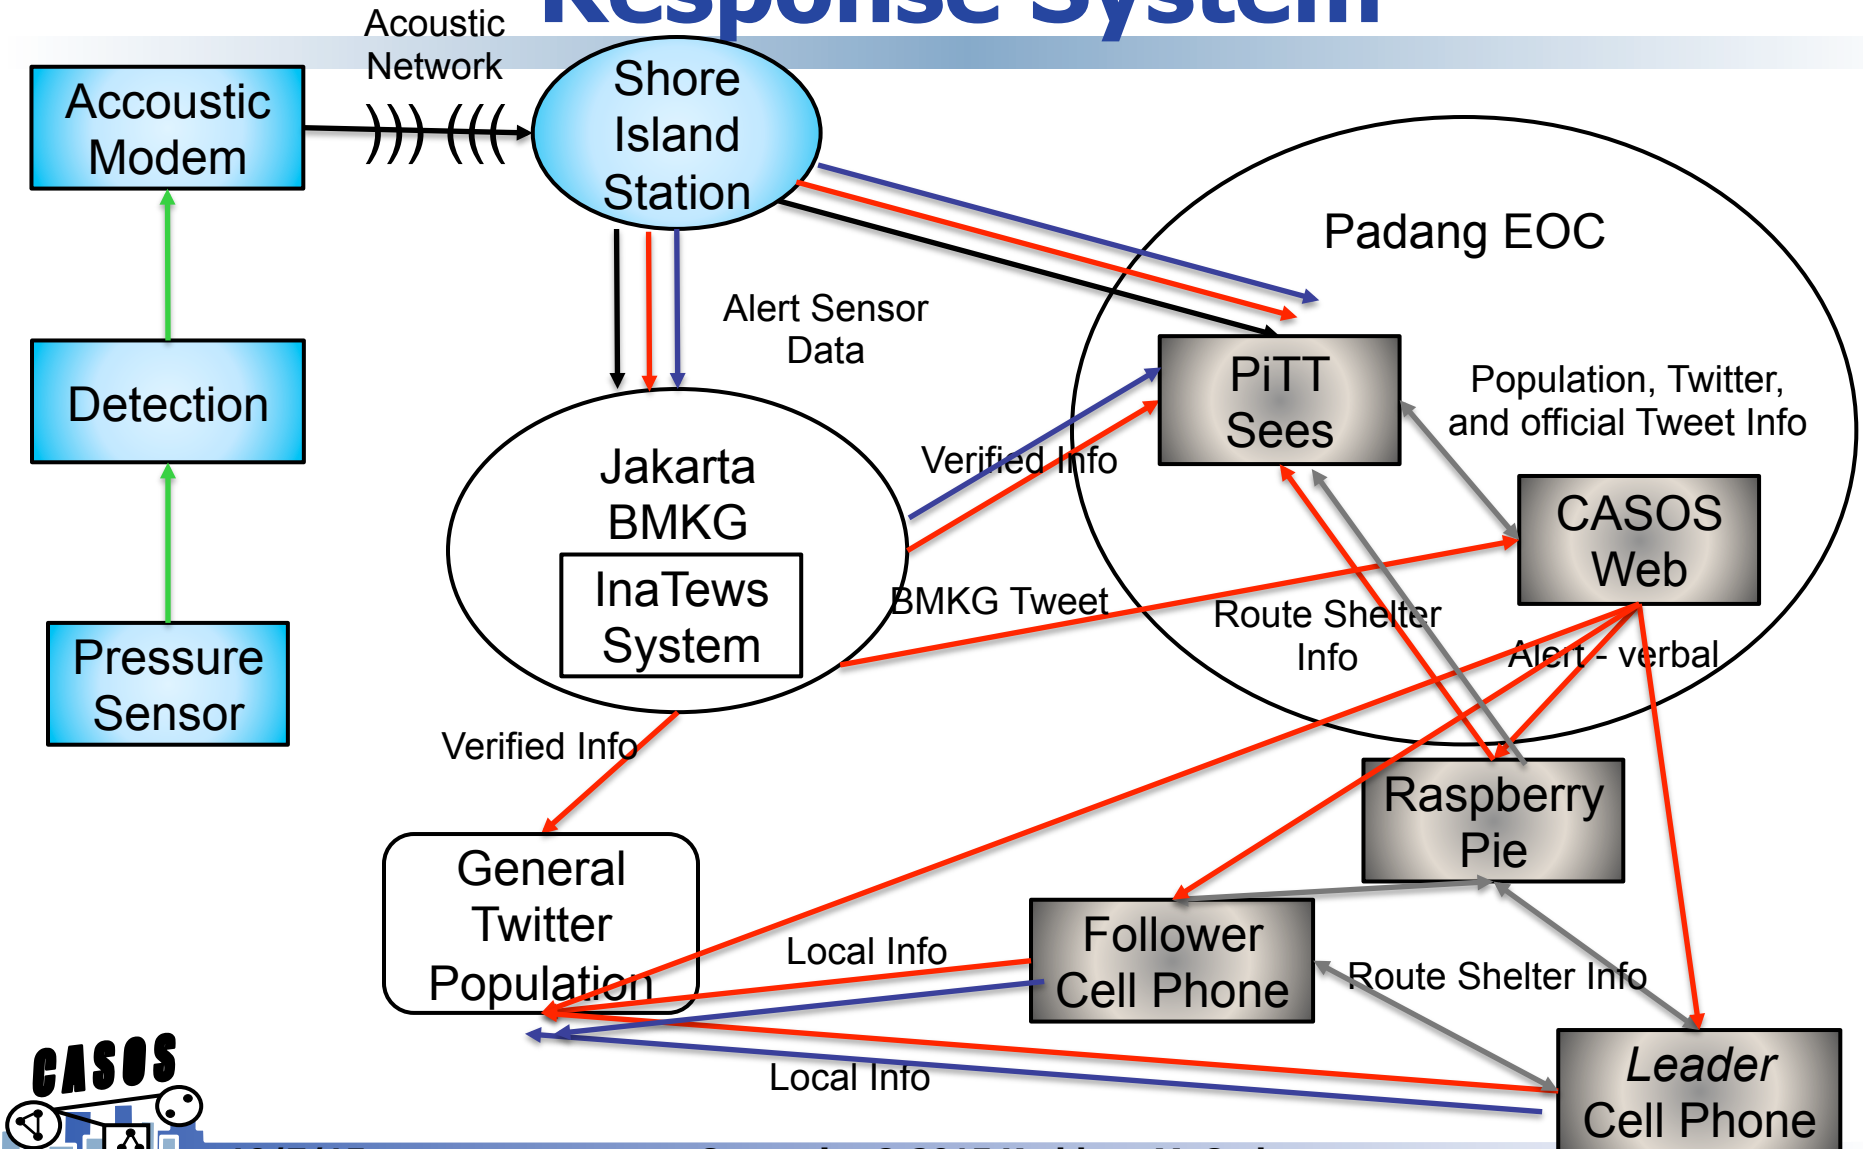 Response System
Acoustic
Network
Accoustic
Modem
))) (((
Shore
Island
Station
Padang EOC
Alert Sensor
Data
Detection
PiTT
Sees
Population, Twitter,
and official Tweet Info
Verified Info
Jakarta
BMKG
InaTews
System
CASOS
Web
BMKG Tweet
Route Shelter
Info
Alert - verbal
Pressure
Sensor
Verified Info
Raspberry
Pie
General
Twitter
Population
Local Info
Follower
Cell Phone
Route Shelter Info
Local Info
Leader
Cell Phone
CASOS